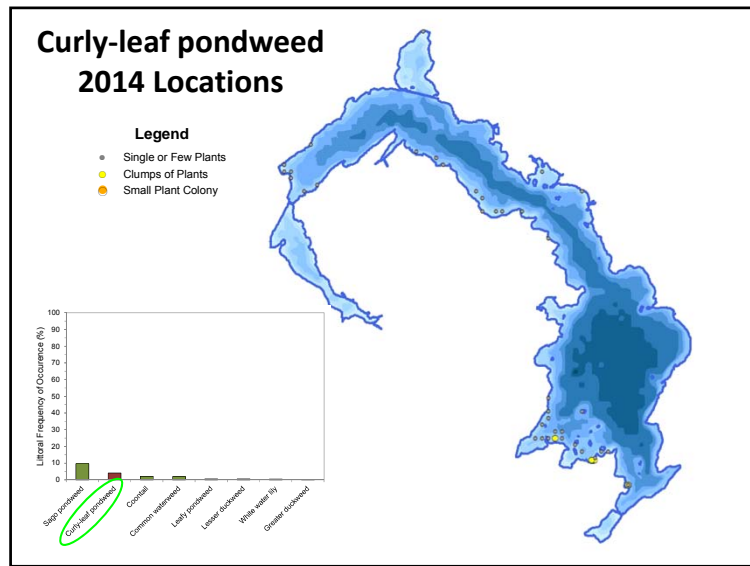 Curly-leaf pondweed
2014 Locations
Legend
Single or Few Plants
Clumps of Plants
Small Plant Colony
Littoral Frequency of Occurence (%)
100
90
80
70
60
50
40
30
20
10
0
Sago pondweed
Curly-leaf pondweed
Coontail
Common waterweed
Leafy pondweed
Lesser duckweed
White water lily
Greater duckweed